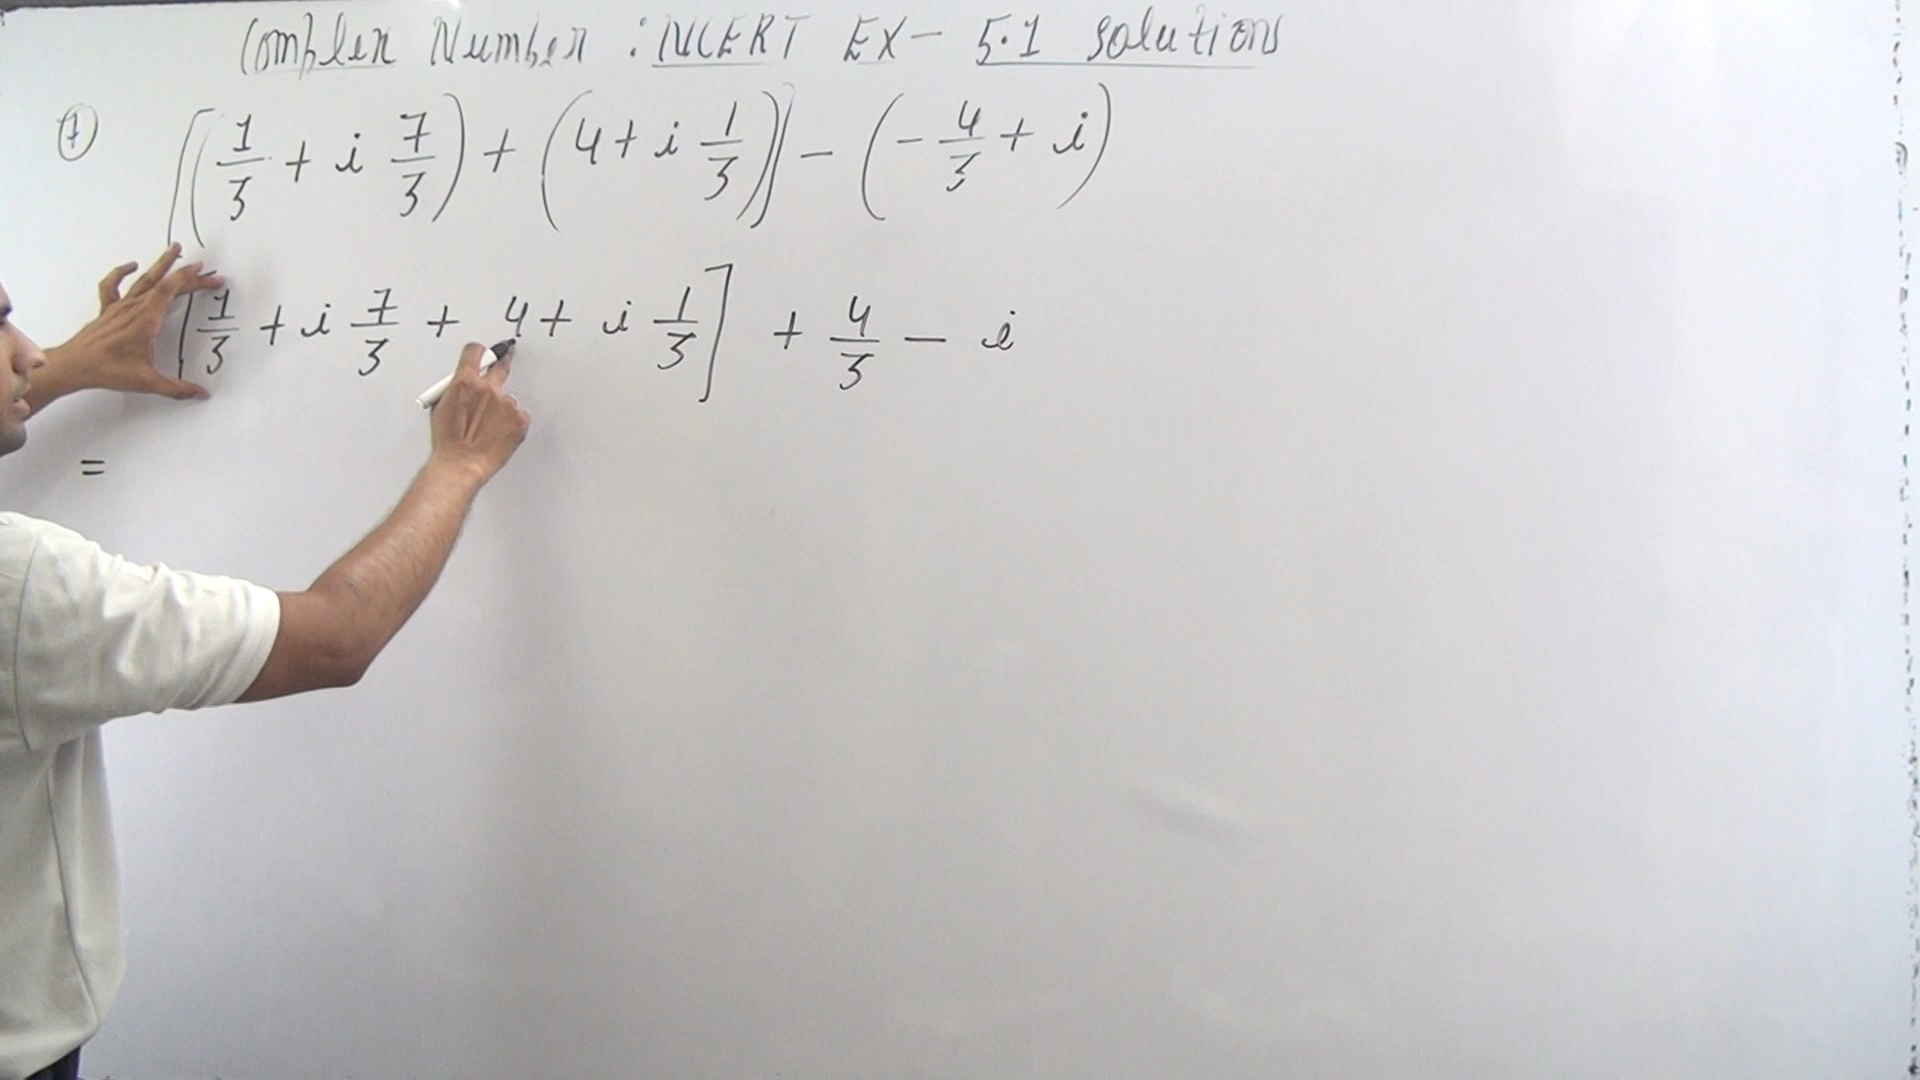 Complex Number : NCERT EX- 5.1 solutions
7 [(1/3 + i 7/3) + (4 + i 1/3)] - (-4/3 + i)
[1/3 + i 7/3 + 4 + i 1/3] + 4/3 - i
=